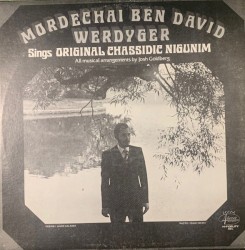 MORDECHAI BEN DAVID
WERDYGER
Sings ORIGINAL CHASSIDIC NIGUNIM
All musical arrangements by Josh Goldberg